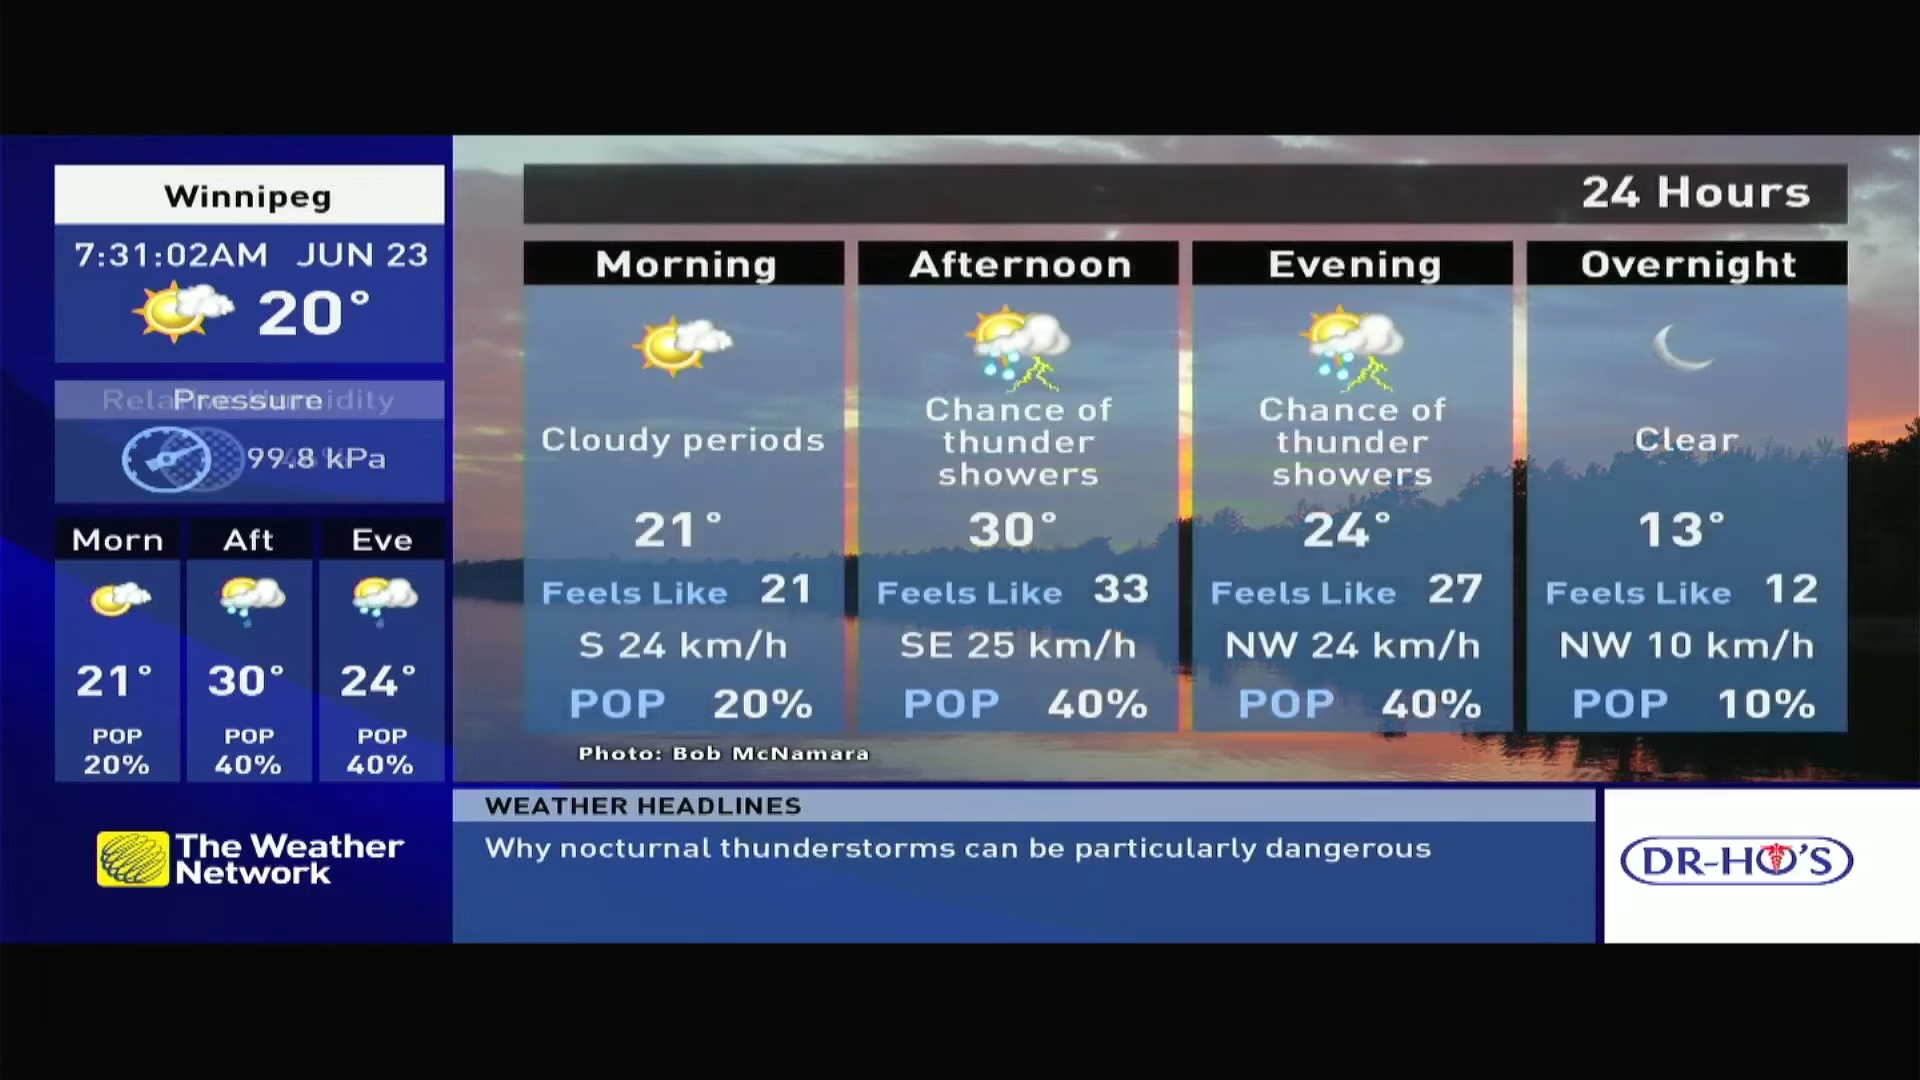 Winnipeg
7:31:02AM JUN 23
20°
Pressure
99.8 kPa
Morn Aft Eve
21° 30° 24°
POP POP POP
20% 40% 40%
The Weather
Network
24 Hours
Morning
Cloudy periods
21°
Feels Like 21
S 24 km/h
POP 20%
Afternoon
Chance of
thunder
showers
30°
Feels Like 33
SE 25 km/h
POP 40%
Evening
Chance of
thunder
showers
24°
Feels Like 27
NW 24 km/h
POP 40%
Overnight
Clear
13°
Feels Like 12
NW 10 km/h
POP 10%
Photo: Bob McNamara
WEATHER HEADLINES
Why nocturnal thunderstorms can be particularly dangerous
DR-HO'S